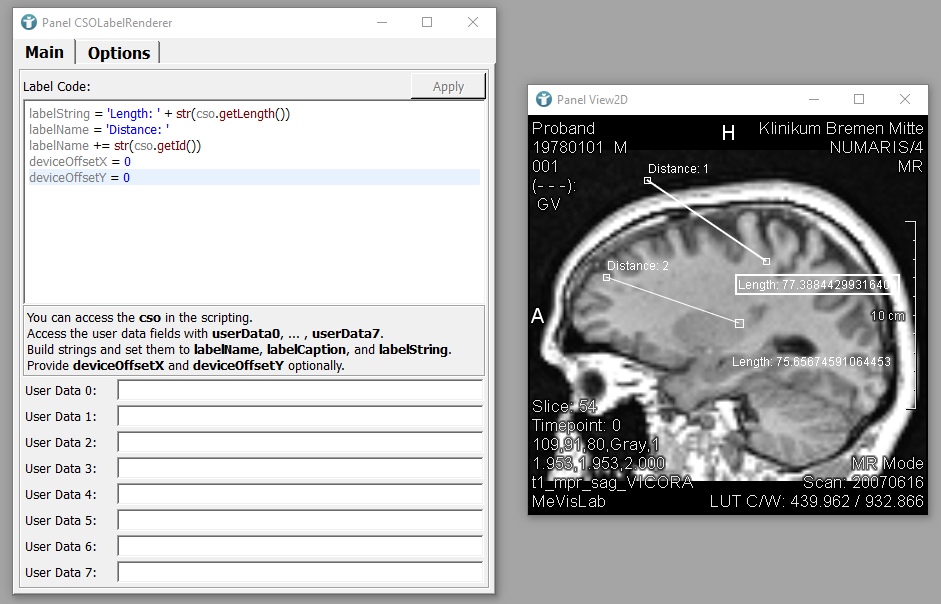 Panel CSOLabelRenderer
Main
Options
Label Code:
Apply
labelString = 'Length: ' + str(cso.getLength())
labelName = 'Distance: '
labelName += str(cso.getId())
deviceOffsetX = 0
deviceOffsetY = 0
You can access the cso in the scripting.
Access the user data fields with userData0, ... , userData7.
Build strings and set them to labelName, labelCaption, and labelString.
Provide deviceOffsetX and deviceOffsetY optionally.
User Data 0:
User Data 1:
User Data 2:
User Data 3:
User Data 4:
User Data 5:
User Data 6:
User Data 7:
Panel View2D
Proband
H
Klinikum Bremen Mitte
19780101 M
NUMARIS/4
001
MR
(- - -):
GV
Distance: 1
Distance: 2
Length: 77.3884429931640
A
10 cm
Length: 75.65674591064453
Slice: 54
Timepoint: 0
109,91,80,Gray,1
1.953,1.953,2.000
MR Mode
t1_mpr_sag_VICORA
Scan: 20070616
MeVisLab
LUT C/W: 439.962 / 932.866